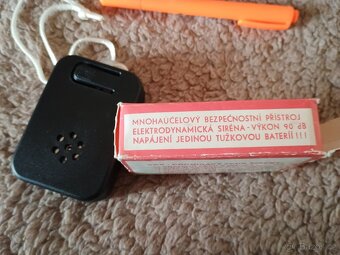 MNOHAÚČELOVÝ BEZPEČNOSTNÍ PŘÍSTROJ
ELEKTRODYNAMICKÁ SIRÉNA - VÝKON 90 dB
NAPÁJENÍ JEDINOU TUŽKOVOU BATERIÍ!!!